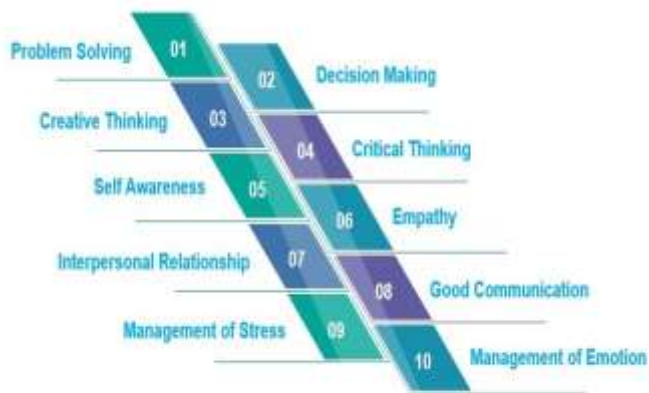 Problem Solving 01
02 Decision Making
Creative Thinking 03
04 Critical Thinking
Self Awareness 05
06 Empathy
Interpersonal Relationship 07
08 Good Communication
Management of Stress 09
10 Management of Emotion